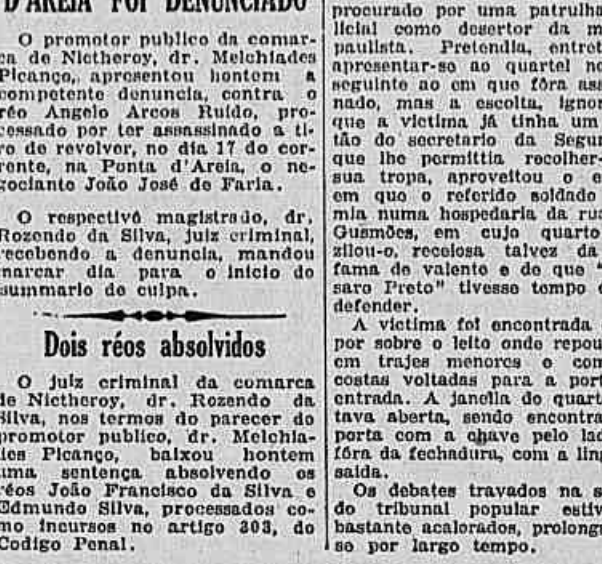 D'AREIA FOI DENUNCIADO
O promotor publico da comar-
ca de Nictheroy, dr. Melchiades
Picanço, apresentou hontem a
competente denuncia, contra o
réo Angelo Arcos Ruido, pro-
cessado por ter assassinado a ti-
ro de revolver, no dia 17 do cor-
rente, na Ponta d'Areia, o ne-
gociante João José de Faria.
O respectivo magistrado, dr.
Rozendo da Silva, juiz criminal,
recebendo a denuncia, mandou
marcar dia para o inicio do
summario de culpa.
Dois réos absolvidos
O juiz criminal da comarca
de Nictheroy, dr. Rozendo da
Silva, nos termos do parecer do
promotor publico, dr. Melchia-
des Picanço, baixou hontem
uma sentença absolvendo os
réos João Francisco da Silva e
Edmundo Silva, processados co-
mo incursos no artigo 303, do
Codigo Penal.
procurado por uma patrulha
licial como desertor da m
paulista. Pretendia, entret
apresentar-se ao quartel no
seguinte ao em que fôra ass
nado, mas a escolta, ignor
que a victima já tinha um
tão do secretario da Segur
que lhe permittia recolher-
sua tropa, aproveitou o e
em que o referido soldado
mia numa hospedaria da rua
Gusmões, em cujo quarto
zilou-o, receiosa talvez da
fama de valente e de que "
saro Preto" tivesse tempo d
defender.
A victima foi encontrada
por sobre o leito onde repou
em trajes menores e com
costas voltadas para a port
entrada. A janella do quart
tava aberta, sendo encontra
porta com a chave pelo lad
fóra da fechadura, com a ling
saida.
Os debates travados na s
do tribunal popular estiv
bastante acalorados, prolong
se por largo tempo.